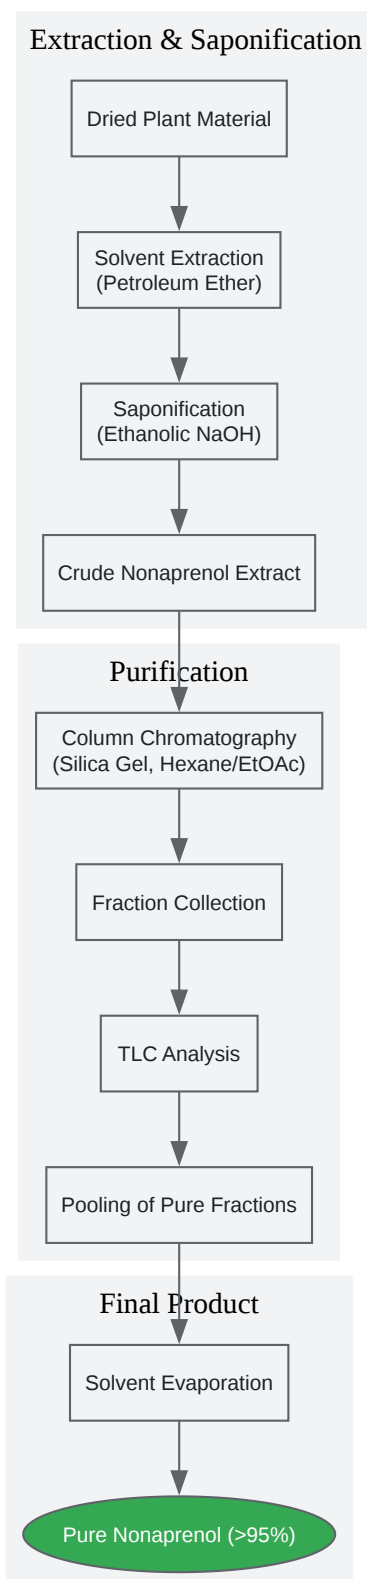 Extraction & Saponification
Dried Plant Material
Solvent Extraction
(Petroleum Ether)
Saponification
(Ethanolic NaOH)
Crude Nonaprenol Extract
Purification
Column Chromatography
(Silica Gel, Hexane/EtOAc)
Fraction Collection
TLC Analysis
Pooling of Pure Fractions
Final Product
Solvent Evaporation
Pure Nonaprenol (>95%)